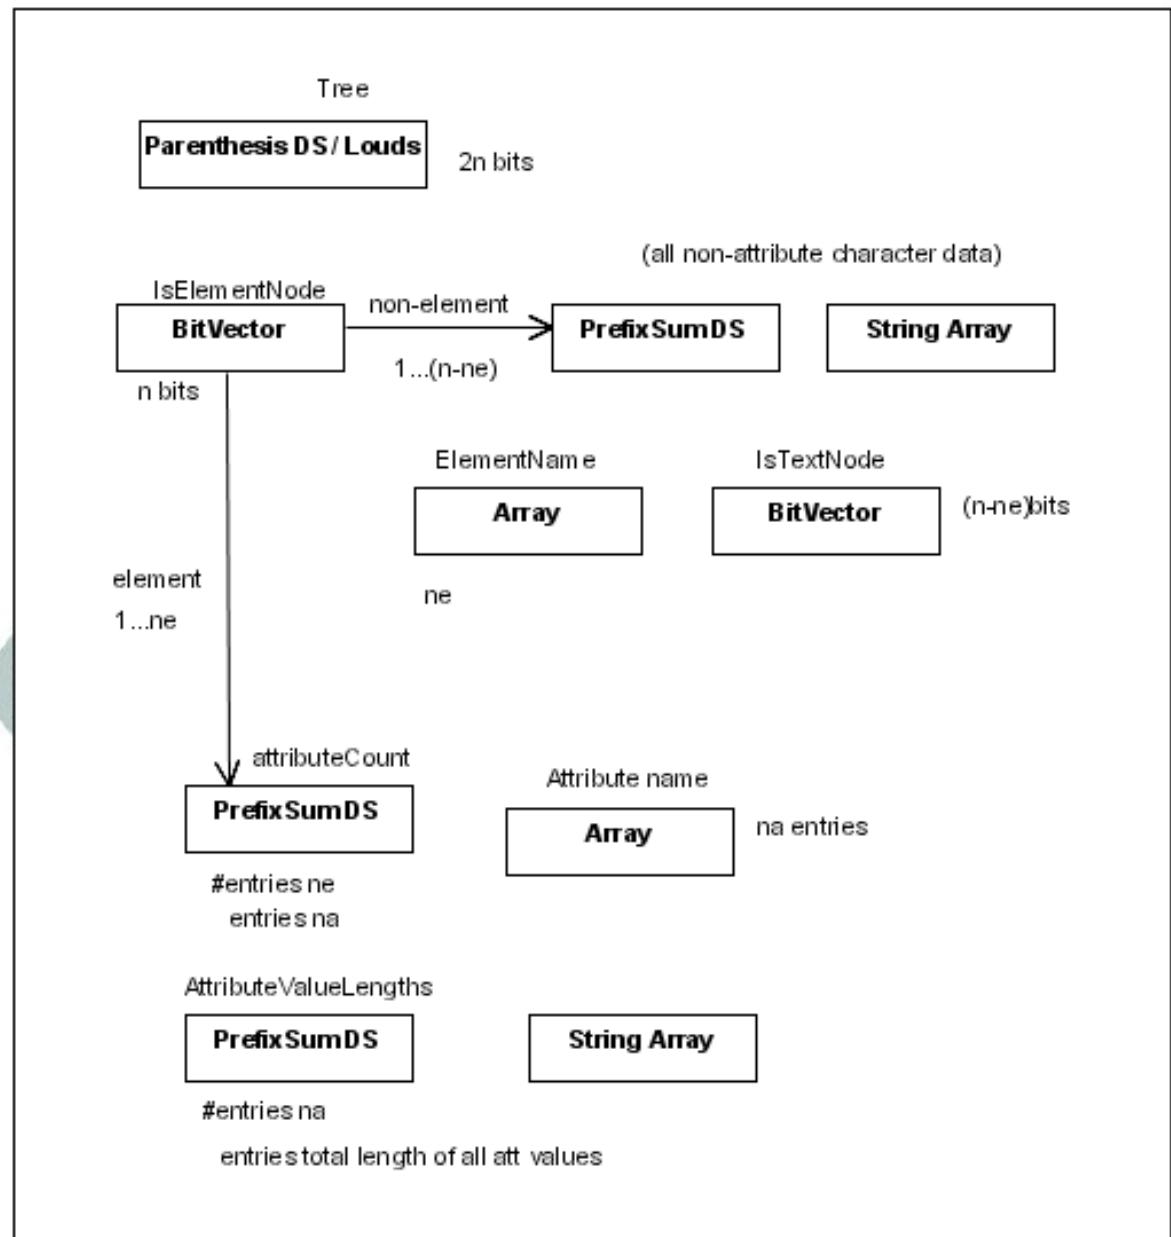 Tree
Parenthesis DS / Louds
2n bits
(all non-attribute character data)
IsElementNode
non-element
BitVector
PrefixSumDS
String Array
1...(n-ne)
n bits
ElementName
IsTextNode
Array
BitVector
(n-ne)bits
element
ne
1...ne
attributeCount
Attribute name
PrefixSumDS
Array
na entries
#entries ne
entries na
AttributeValueLengths
PrefixSumDS
String Array
#entries na
entries total length of all att values